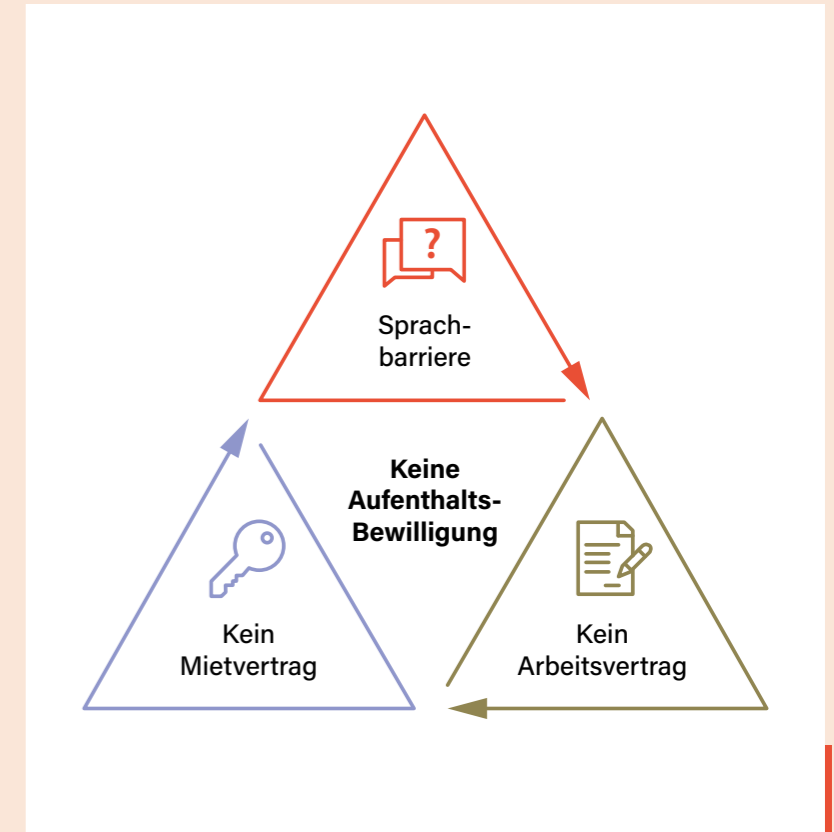 ?
Sprach-
barriere
Keine
Aufenthalts-
Bewilligung
Kein
Mietvertrag
Kein
Arbeitsvertrag